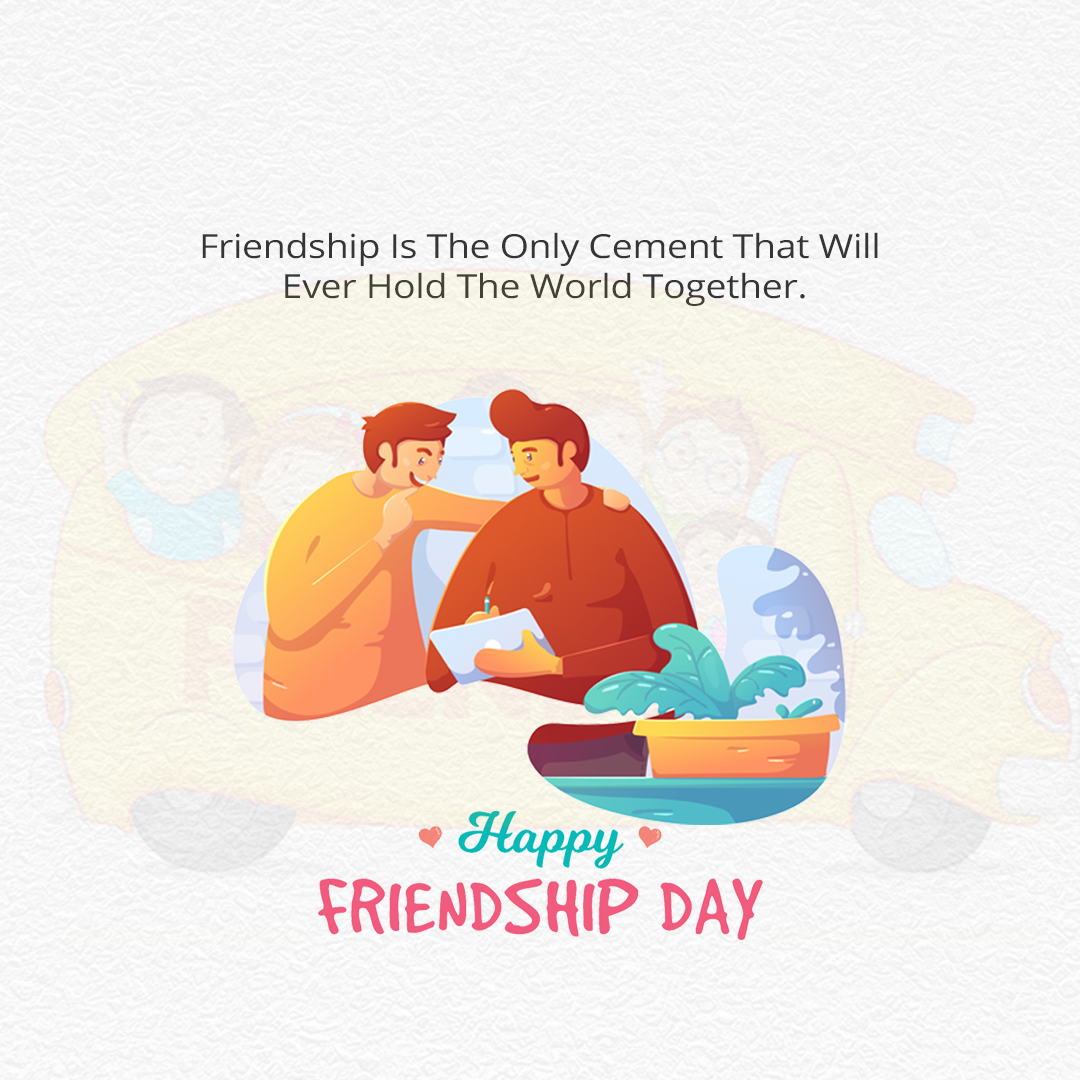 Friendship Is The Only Cement That Will
Ever Hold The World Together.
Happy
FRIENDSHIP DAY